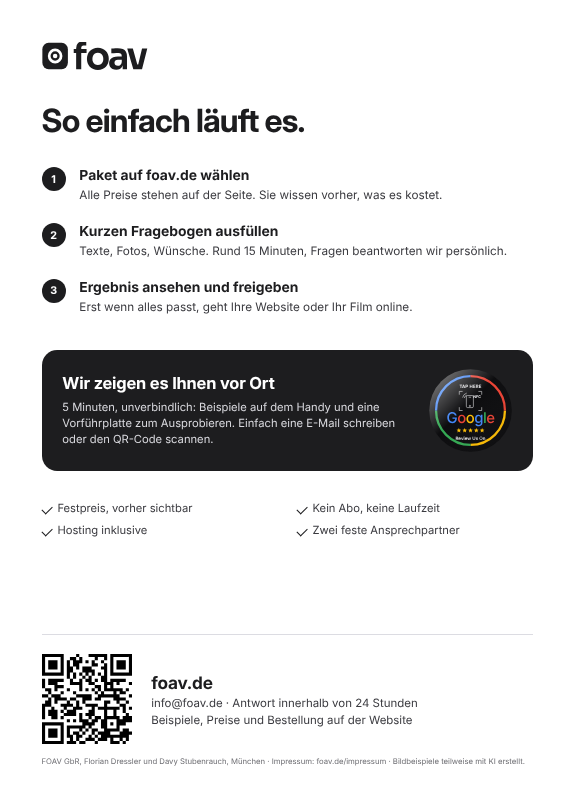 foav
So einfach läuft es.
1 Paket auf foav.de wählen
Alle Preise stehen auf der Seite. Sie wissen vorher, was es kostet.
2 Kurzen Fragebogen ausfüllen
Texte, Fotos, Wünsche. Rund 15 Minuten, Fragen beantworten wir persönlich.
3 Ergebnis ansehen und freigeben
Erst wenn alles passt, geht Ihre Website oder Ihr Film online.
Wir zeigen es Ihnen vor Ort
5 Minuten, unverbindlich: Beispiele auf dem Handy und eine
Vorführplatte zum Ausprobieren. Einfach eine E-Mail schreiben
oder den QR-Code scannen.
TAP HERE
Google
Review Us On
Festpreis, vorher sichtbar
Kein Abo, keine Laufzeit
Hosting inklusive
Zwei feste Ansprechpartner
foav.de
info@foav.de · Antwort innerhalb von 24 Stunden
Beispiele, Preise und Bestellung auf der Website
FOAV GbR, Florian Dressler und Davy Stubenrauch, München · Impressum: foav.de/impressum · Bildbeispiele teilweise mit KI erstellt.